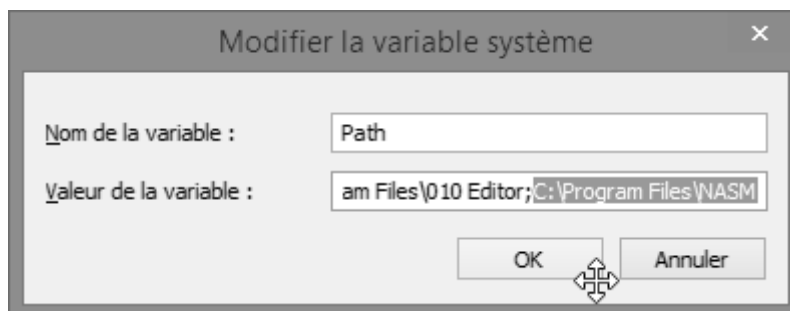 Modifier la variable système
Nom de la variable : Path
Valeur de la variable : am Files\010 Editor;C:\Program Files\NASM
OK Annuler